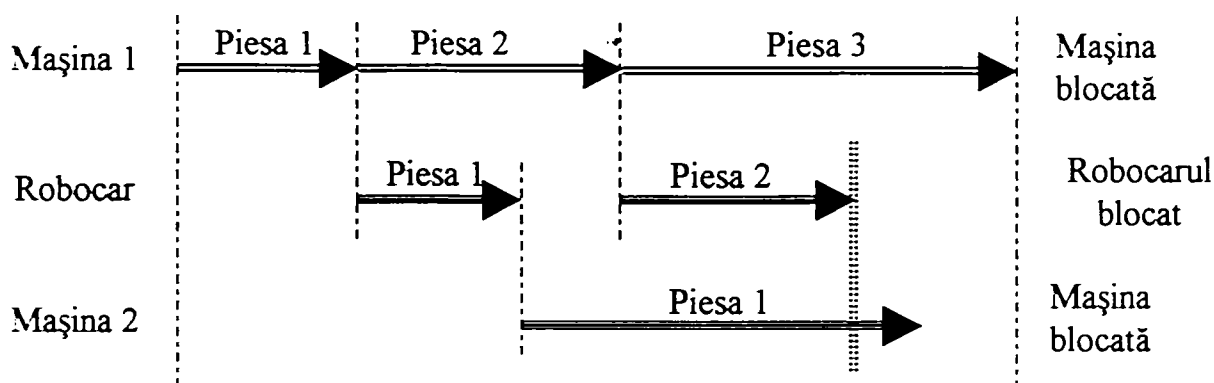 Piesa 1 Piesa 2 Piesa 3
Maşina 1
Maşina
blocată
Piesa 1 Piesa 2
Robocar
Robocarul
blocat
Piesa 1
Maşina 2
Maşina
blocată